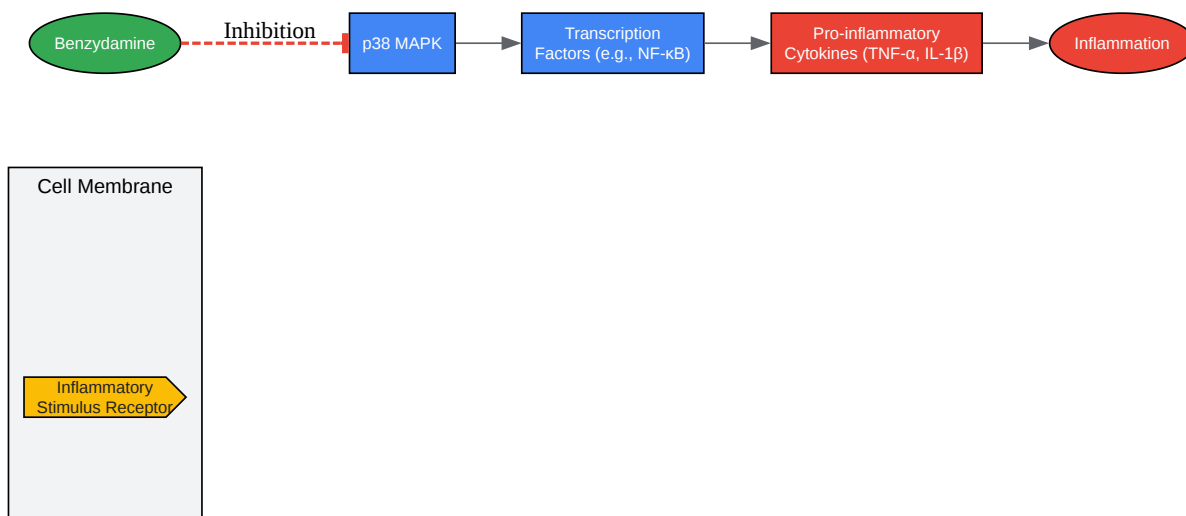 Benzydamine
Inhibition
p38 MAPK
Transcription
Factors (e.g., NF-κB)
Pro-inflammatory
Cytokines (TNF-α, IL-1β)
Inflammation
Cell Membrane
Inflammatory
Stimulus Receptor